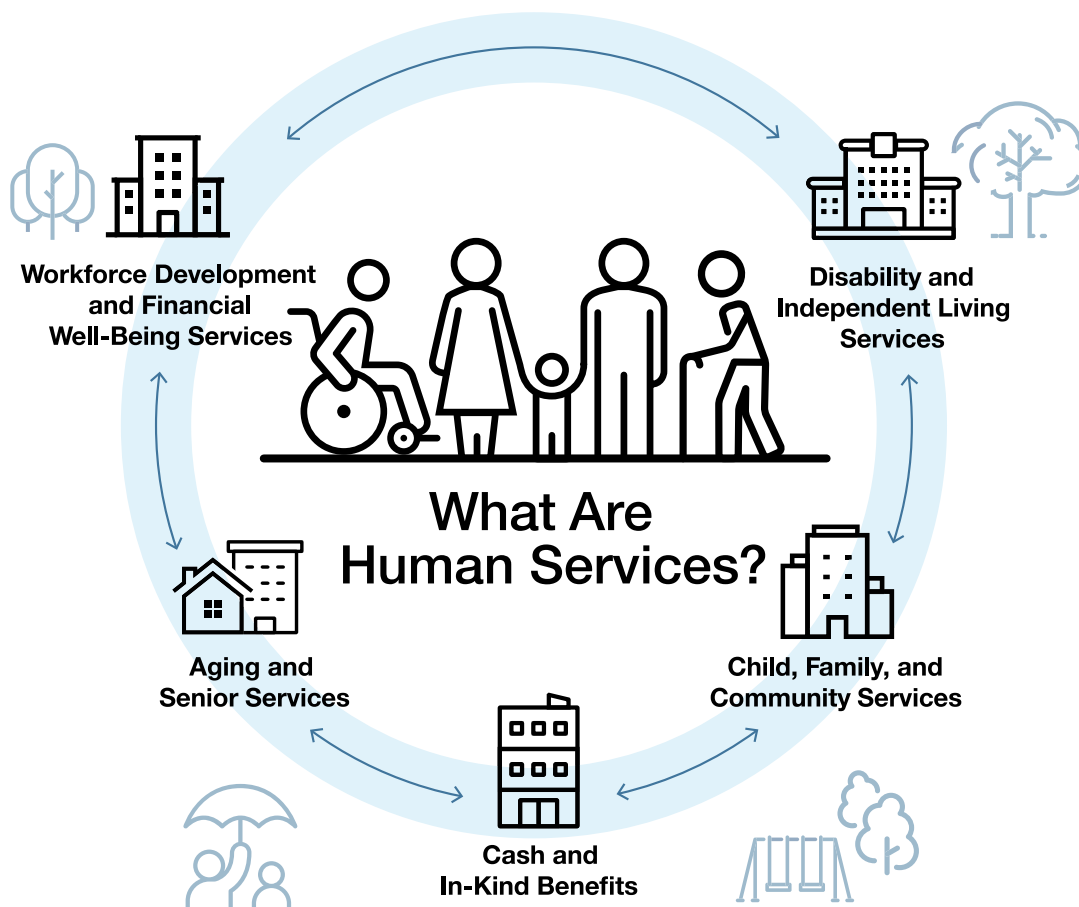 Workforce Development
and Financial
Well-Being Services
Disability and
Independent Living
Services
What Are
Human Services?
Aging and
Senior Services
Child, Family, and
Community Services
Cash and
In-Kind Benefits